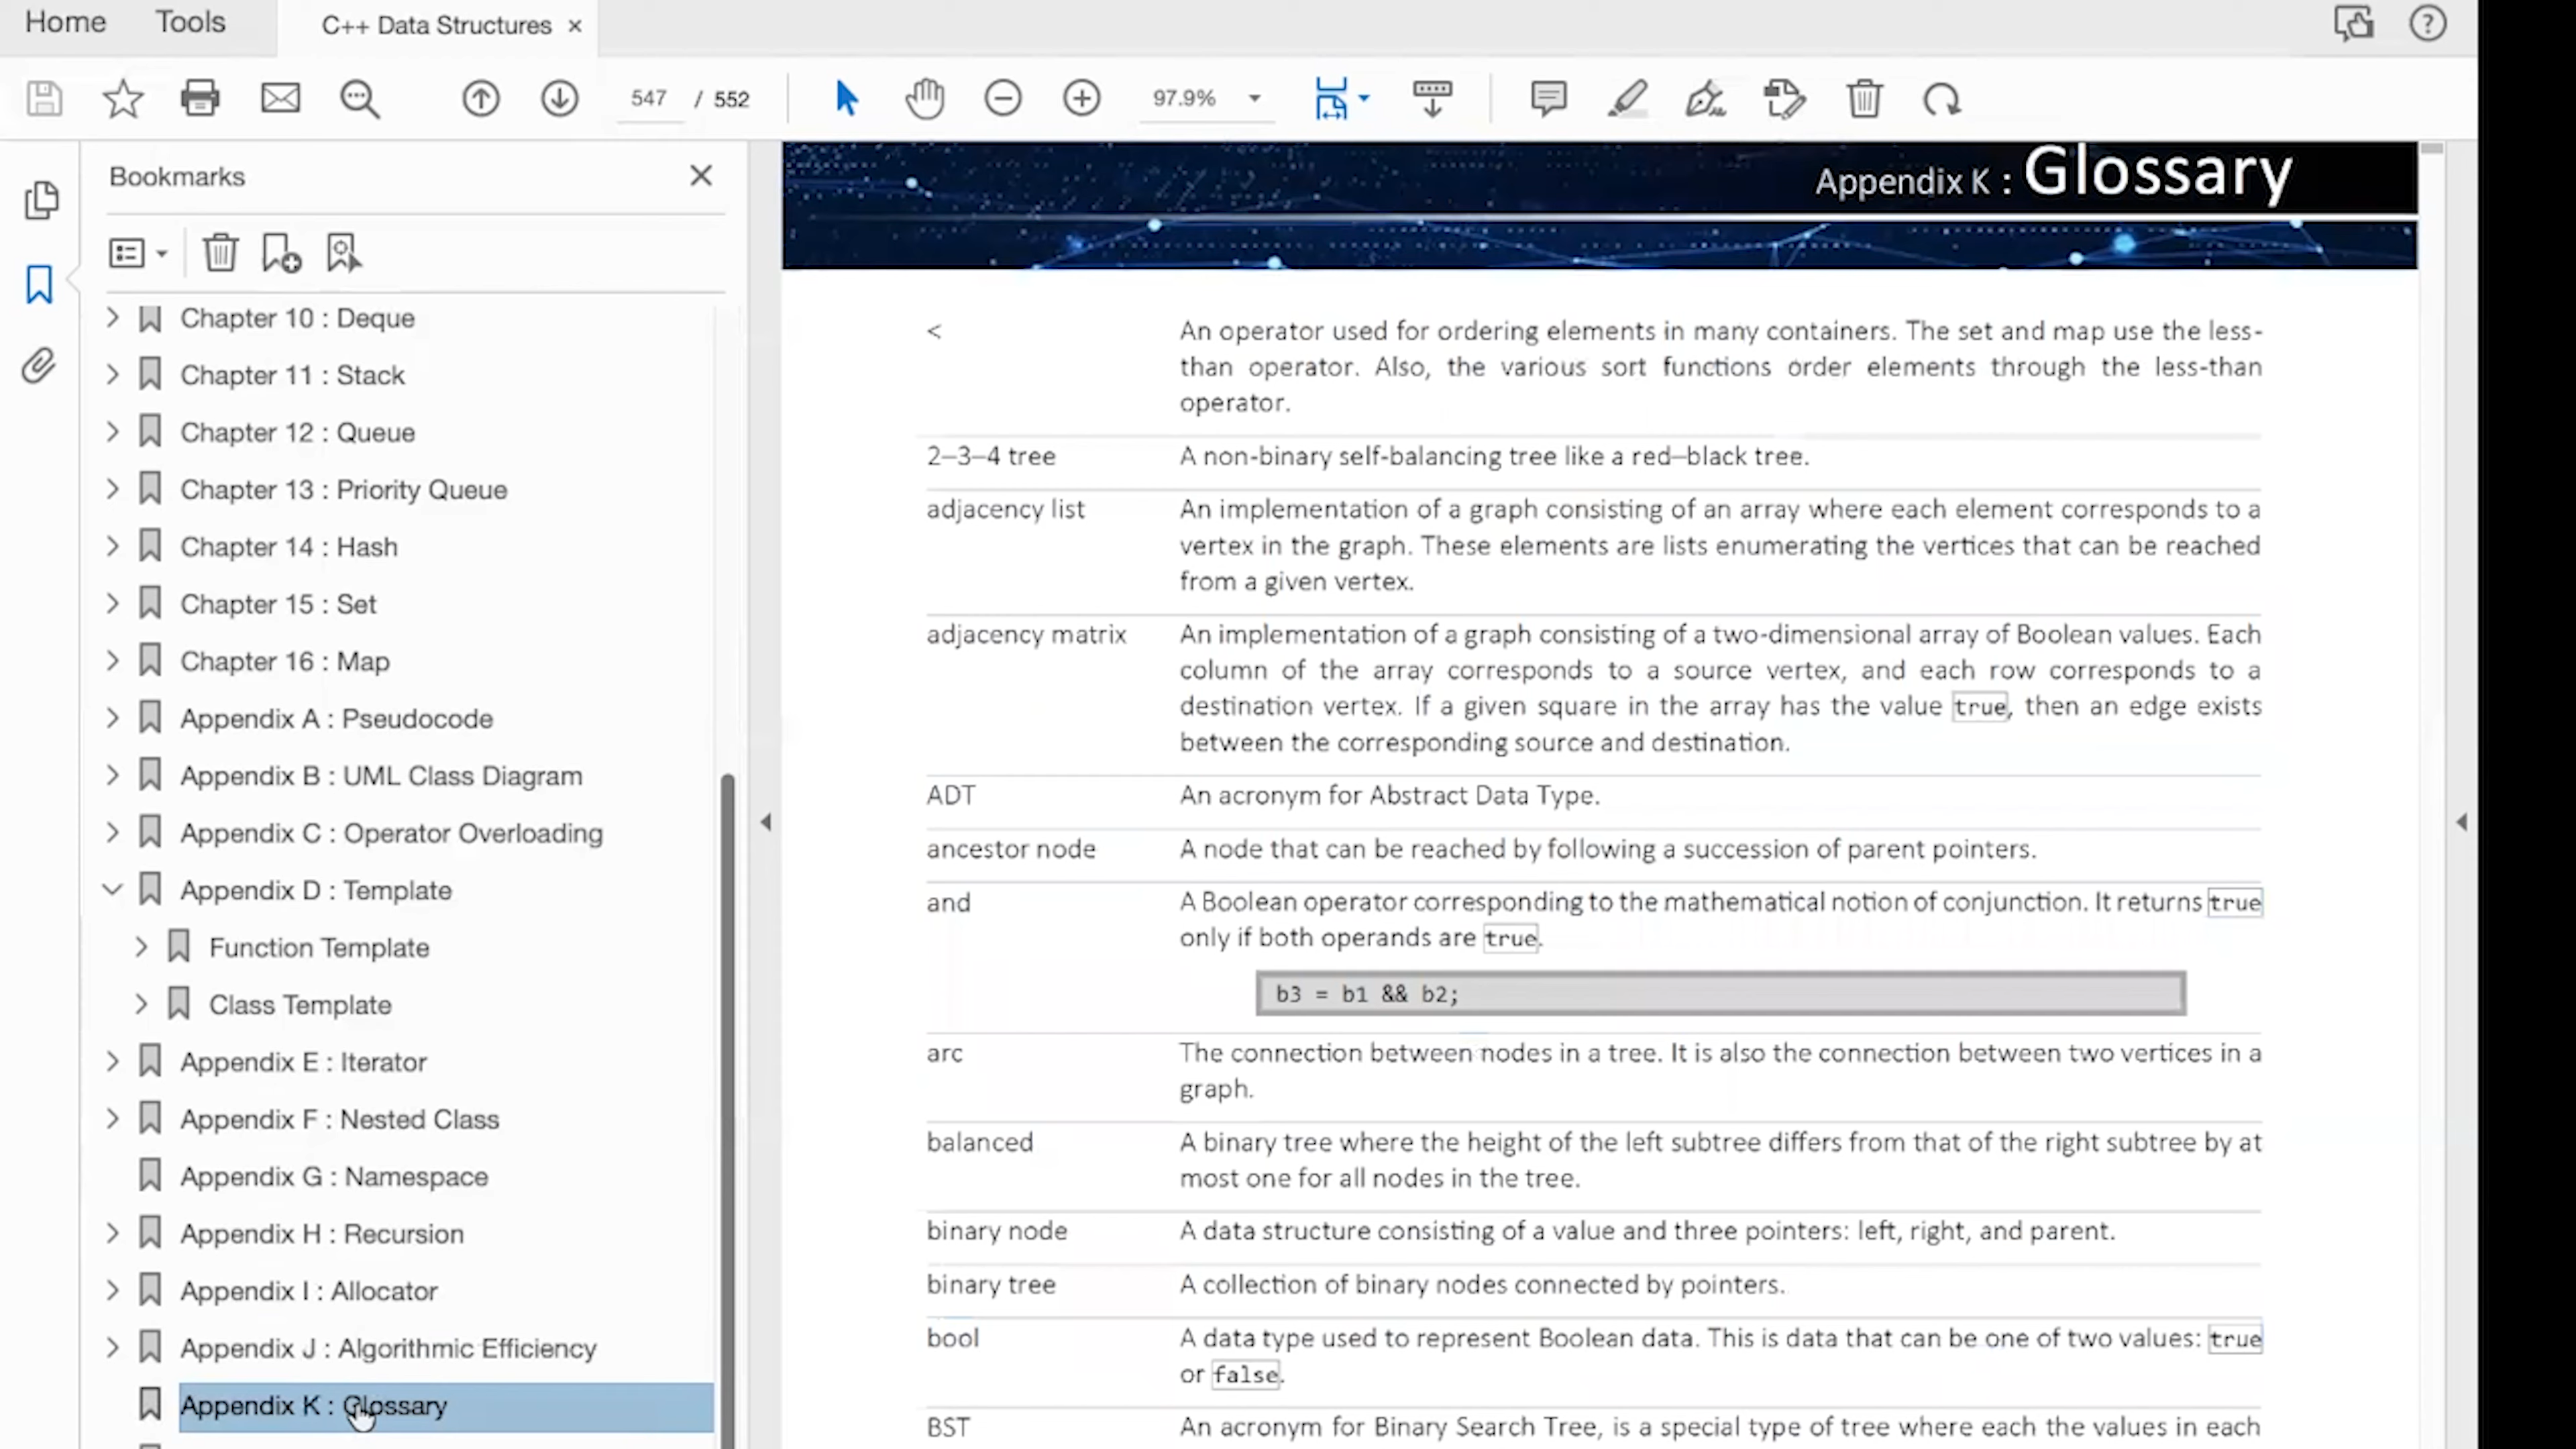 Home Tools C++ Data Structures ×
547 / 552 97.9%
Bookmarks
Chapter 10 : Deque
Chapter 11 : Stack
Chapter 12 : Queue
Chapter 13 : Priority Queue
Chapter 14 : Hash
Chapter 15 : Set
Chapter 16 : Map
Appendix A : Pseudocode
Appendix B : UML Class Diagram
Appendix C : Operator Overloading
Appendix D : Template
Function Template
Class Template
Appendix E : Iterator
Appendix F : Nested Class
Appendix G : Namespace
Appendix H : Recursion
Appendix I : Allocator
Appendix J : Algorithmic Efficiency
Appendix K : Glossary
Appendix K : Glossary
< An operator used for ordering elements in many containers. The set and map use the less-
than operator. Also, the various sort functions order elements through the less-than
operator.
2–3–4 tree A non-binary self-balancing tree like a red–black tree.
adjacency list An implementation of a graph consisting of an array where each element corresponds to a
vertex in the graph. These elements are lists enumerating the vertices that can be reached
from a given vertex.
adjacency matrix An implementation of a graph consisting of a two-dimensional array of Boolean values. Each
column of the array corresponds to a source vertex, and each row corresponds to a
destination vertex. If a given square in the array has the value true, then an edge exists
between the corresponding source and destination.
ADT An acronym for Abstract Data Type.
ancestor node A node that can be reached by following a succession of parent pointers.
and A Boolean operator corresponding to the mathematical notion of conjunction. It returns true
only if both operands are true.
b3 = b1 && b2;
arc The connection between nodes in a tree. It is also the connection between two vertices in a
graph.
balanced A binary tree where the height of the left subtree differs from that of the right subtree by at
most one for all nodes in the tree.
binary node A data structure consisting of a value and three pointers: left, right, and parent.
binary tree A collection of binary nodes connected by pointers.
bool A data type used to represent Boolean data. This is data that can be one of two values: true
or false.
BST An acronym for Binary Search Tree, is a special type of tree where each the values in each